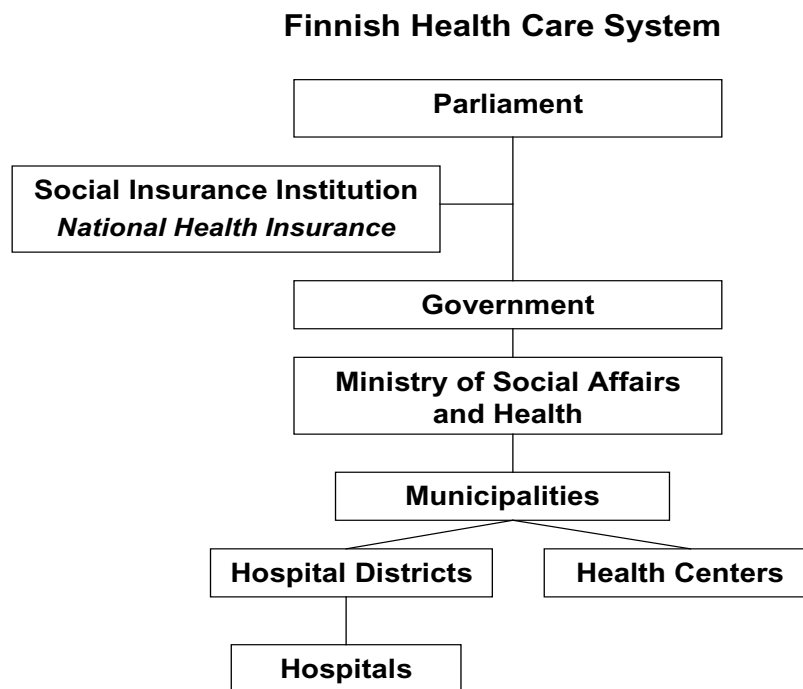 Finnish Health Care System
Parliament
Social Insurance Institution
National Health Insurance
Government
Ministry of Social Affairs
and Health
Municipalities
Hospital Districts
Health Centers
Hospitals